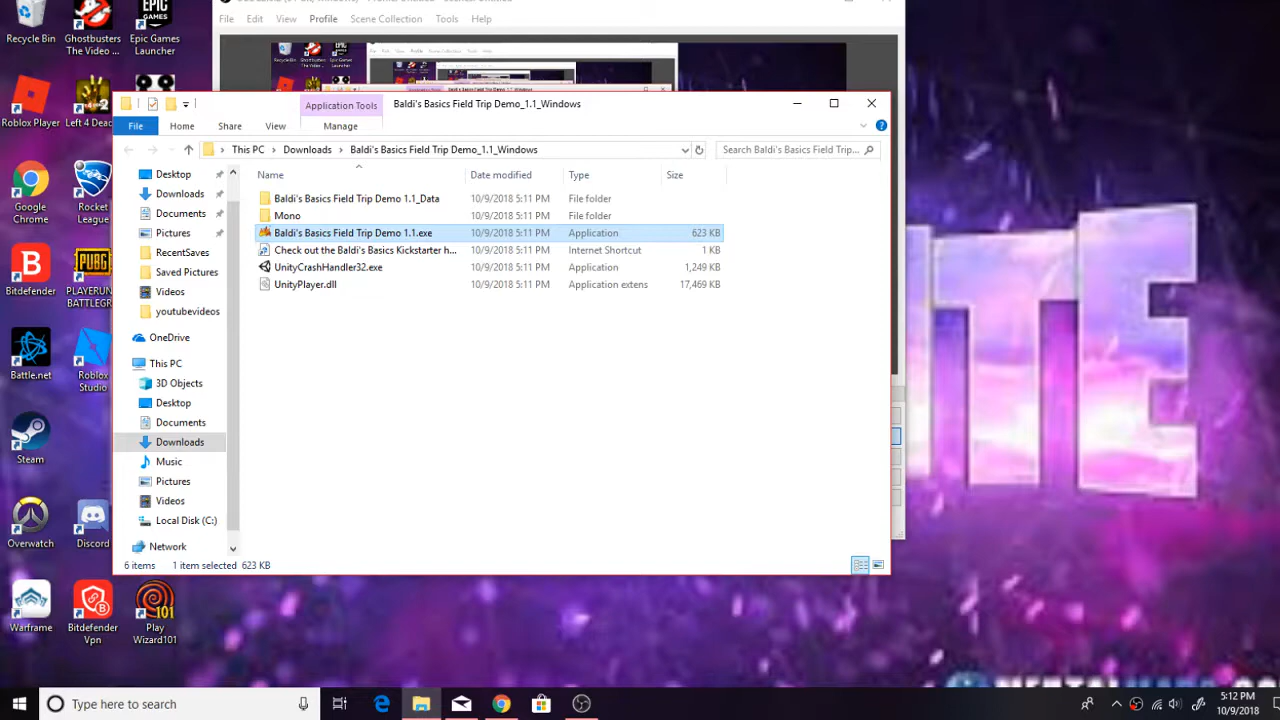 File Edit View Profile Scene Collection Tools Help
Recycle Bin
Ghostbusters The Video ...
Epic Games Launcher
Application Tools
Baldi's Basics Field Trip Demo_1.1_Windows
File Home Share View Manage
This PC Downloads Baldi's Basics Field Trip Demo_1.1_Windows
Search Baldi's Basics Field Trip...
Name Date modified Type Size
Baldi's Basics Field Trip Demo 1.1_Data 10/9/2018 5:11 PM File folder
Mono 10/9/2018 5:11 PM File folder
Baldi's Basics Field Trip Demo 1.1.exe 10/9/2018 5:11 PM Application 623 KB
Check out the Baldi's Basics Kickstarter h... 10/9/2018 5:11 PM Internet Shortcut 1 KB
UnityCrashHandler32.exe 10/9/2018 5:11 PM Application 1,249 KB
UnityPlayer.dll 10/9/2018 5:11 PM Application extens 17,469 KB
Desktop
Downloads
Documents
Pictures
RecentSaves
Saved Pictures
Videos
youtubevideos
OneDrive
This PC
3D Objects
Desktop
Documents
Downloads
Music
Pictures
Videos
Local Disk (C:)
Network
6 items 1 item selected 623 KB
Roblox Player
Left 4 Dead
Google Chrome
Rocket League
Bitdefender
PUBG
PLAYERUN BATTLEGR
Battle.net
Roblox Studio
Steam
Overwatch
Discord
Warframe
Bitdefender Vpn
Play Wizard101
ITE
Type here to search
5:12 PM
10/9/2018